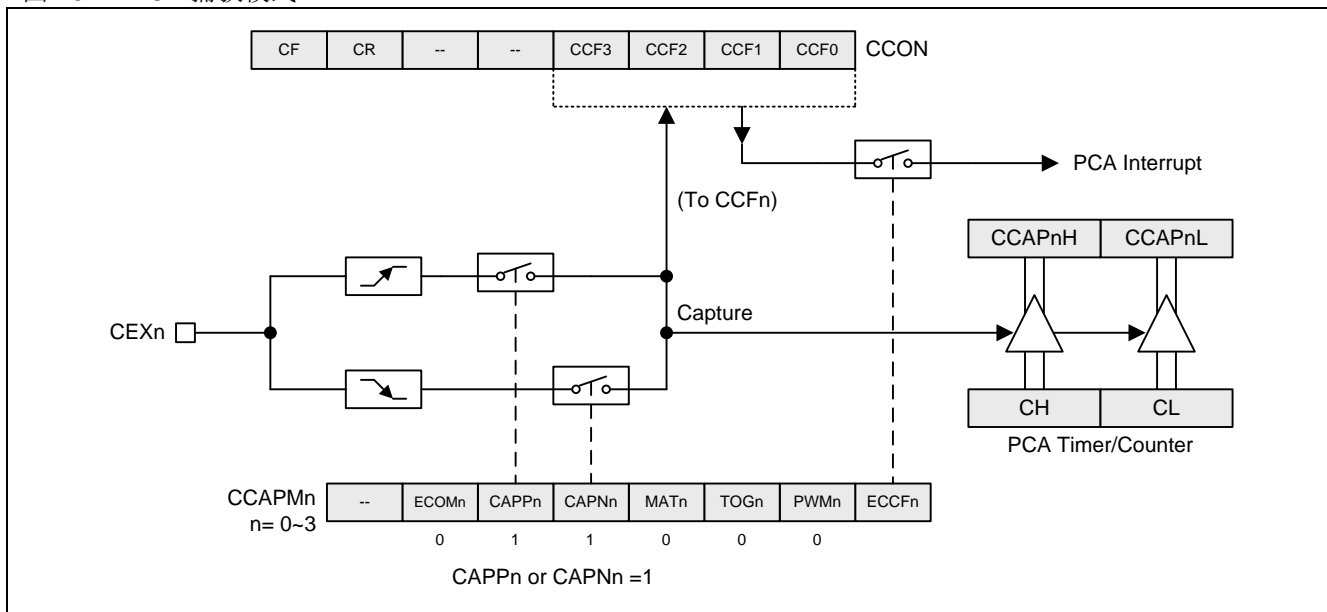 CF CR -- -- CCF3 CCF2 CCF1 CCF0 CCON
PCA Interrupt
(To CCFn)
CCAPnH CCAPnL
Capture
CEXn
CH CL
PCA Timer/Counter
CCAPMn -- ECOMn CAPPn CAPNn MATn TOGn PWMn ECCFn
n= 0~3
0 1 1 0 0 0
CAPPn or CAPNn =1